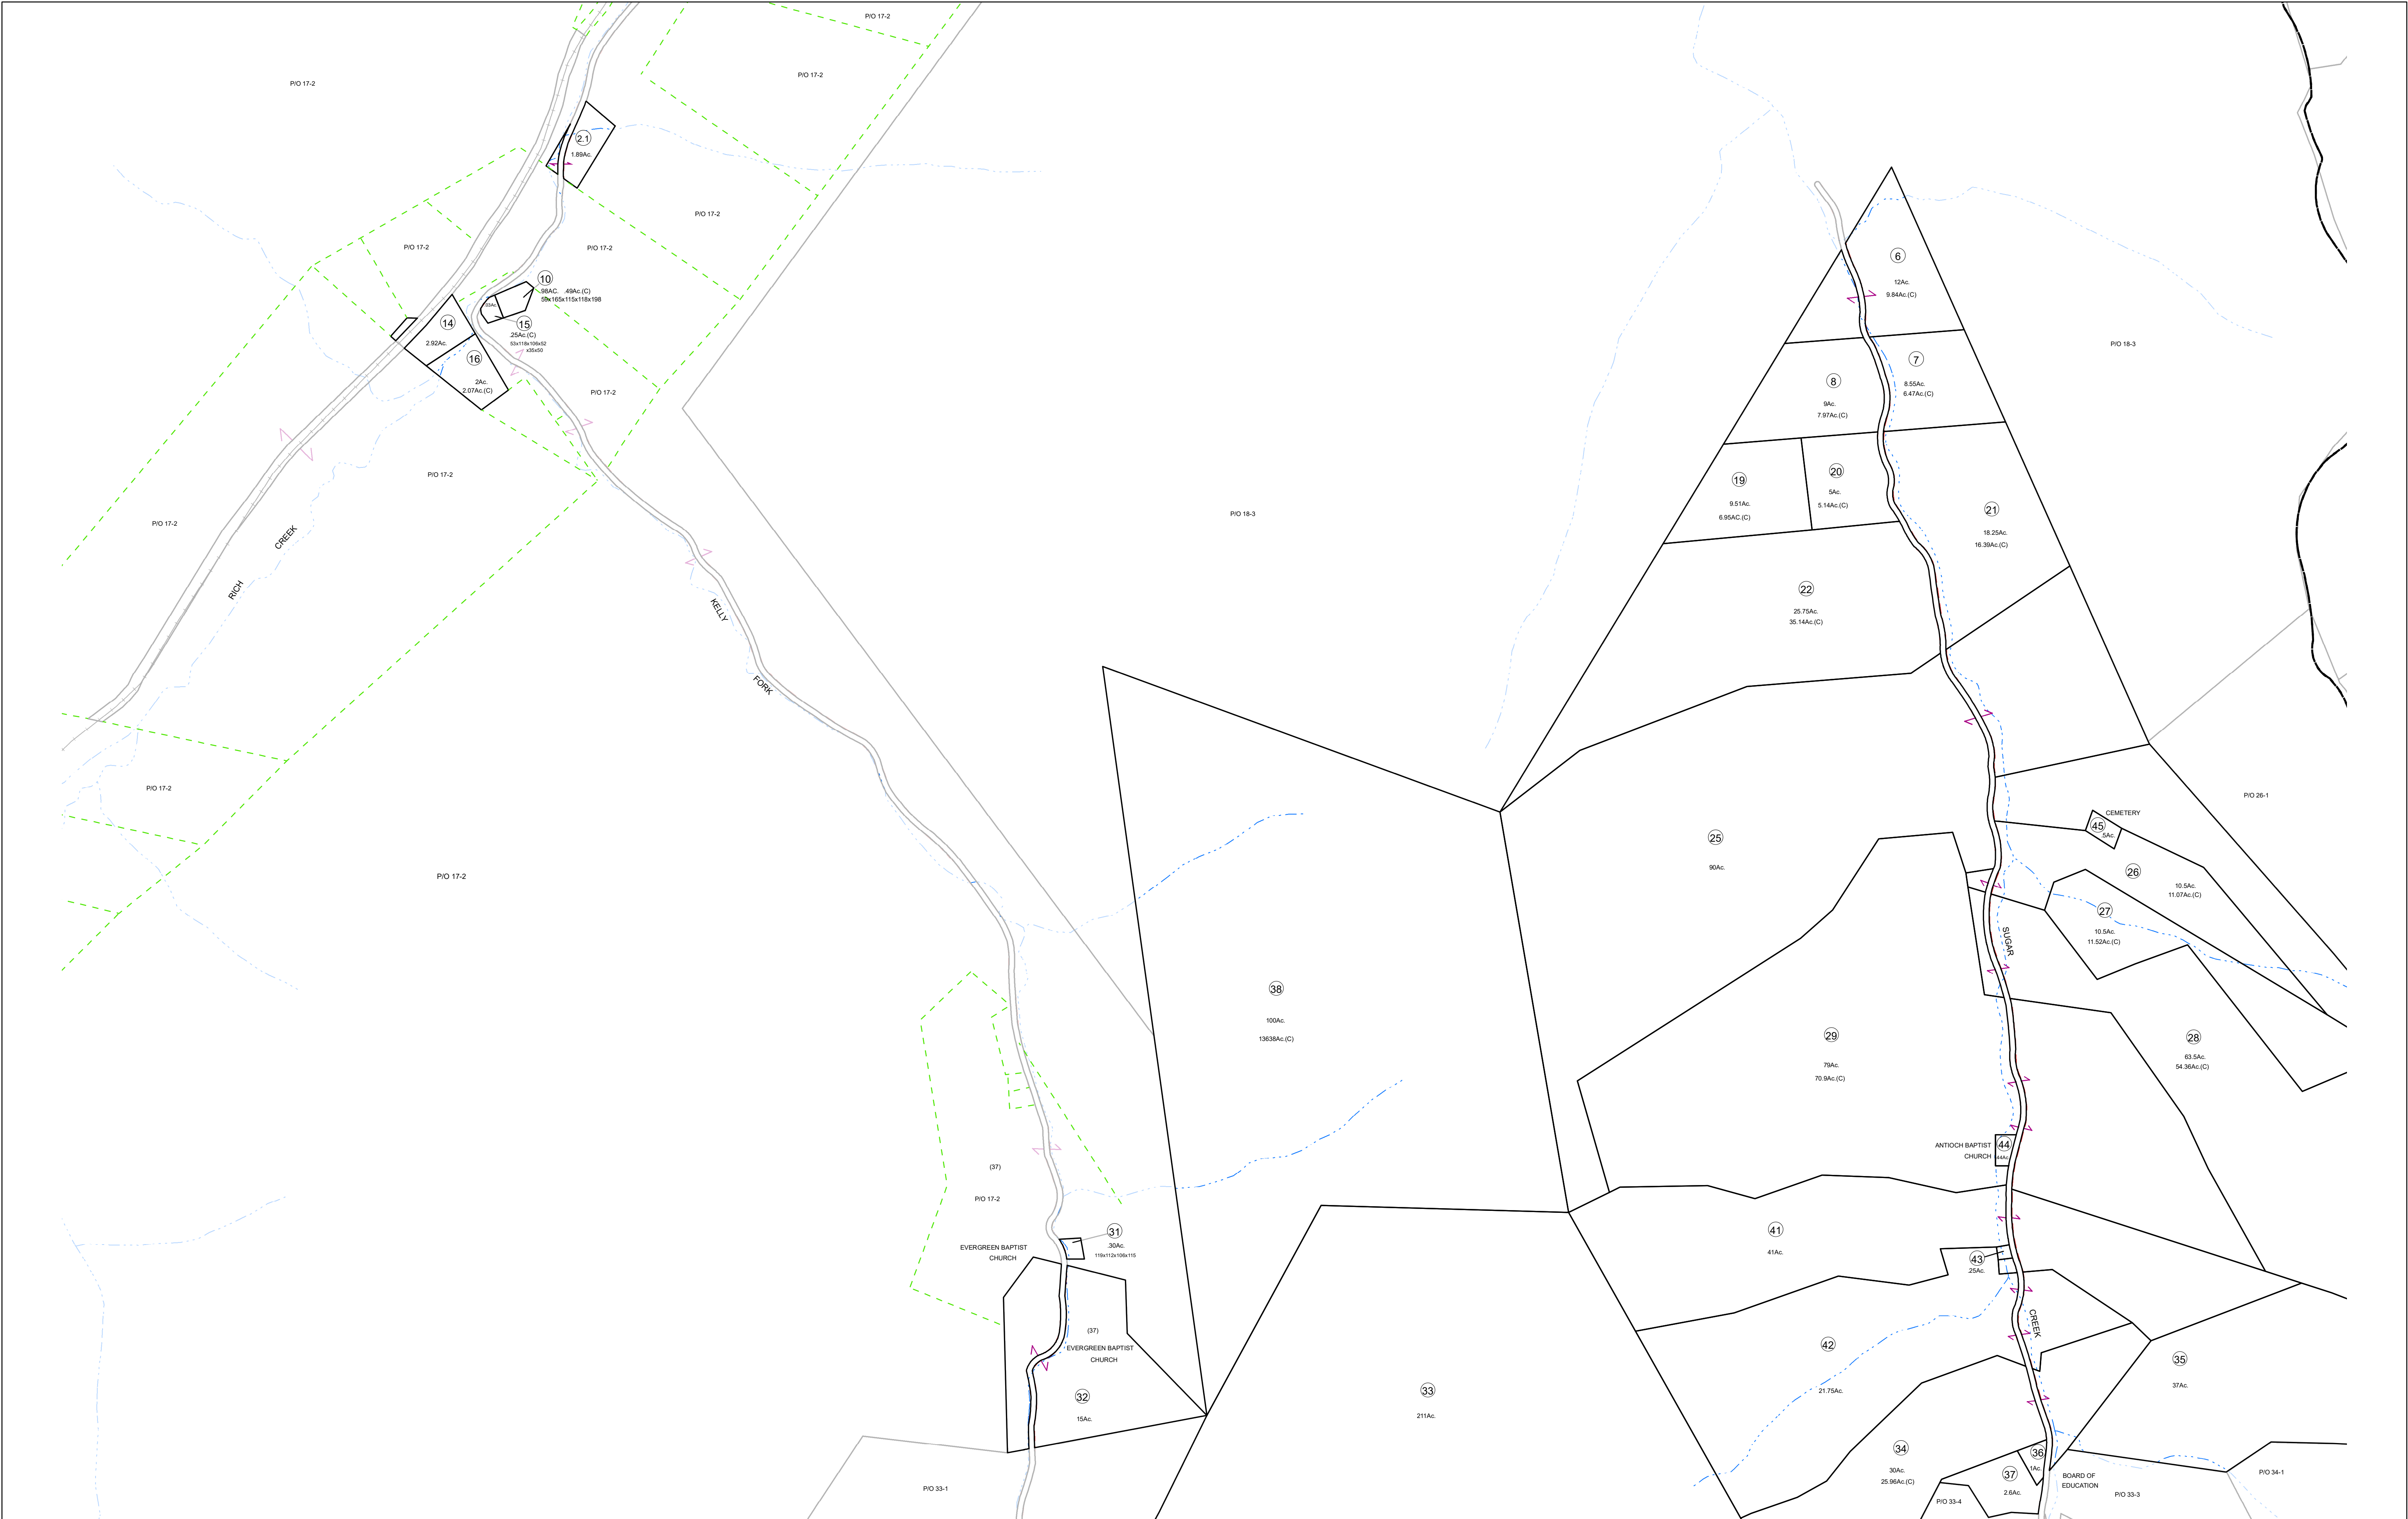 P/O 17-2
P/O 17-2
P/O 17-2
2.1
1.89Ac.
P/O 17-2
P/O 17-2
P/O 17-2
10
.98AC. .49Ac.(C)
59x165x115x118x198
15
.25Ac.(C)
53x118x106x52
x35x50
14
2.92Ac.
16
2Ac.
2.07Ac.(C)
P/O 17-2
P/O 17-2
P/O 17-2
RICH
CREEK
KELLY
FORK
P/O 17-2
P/O 17-2
P/O 18-3
P/O 18-3
6
12Ac.
9.84Ac.(C)
7
8.55Ac.
6.47Ac.(C)
8
9Ac.
7.97Ac.(C)
19
9.51Ac.
6.95AC.(C)
20
5Ac.
5.14Ac.(C)
21
18.25Ac.
16.39Ac.(C)
22
25.75Ac.
35.14Ac.(C)
P/O 26-1
CEMETERY
45
.5Ac.
25
90Ac.
26
10.5Ac.
11.07Ac.(C)
27
10.5Ac.
11.52Ac.(C)
SUGAR
38
100Ac.
13638Ac.(C)
29
79Ac.
70.9Ac.(C)
28
63.5Ac.
54.36Ac.(C)
ANTIOCH BAPTIST
CHURCH
44
.44Ac.
(37)
P/O 17-2
EVERGREEN BAPTIST
CHURCH
31
.30Ac.
119x112x106x115
41
41Ac.
43
.25Ac.
CREEK
(37)
EVERGREEN BAPTIST
CHURCH
32
15Ac.
42
21.75Ac.
33
211Ac.
35
37Ac.
34
30Ac.
25.96Ac.(C)
36
1Ac.
37
2.6Ac.
BOARD OF
EDUCATION
P/O 33-1
P/O 33-4
P/O 33-3
P/O 34-1